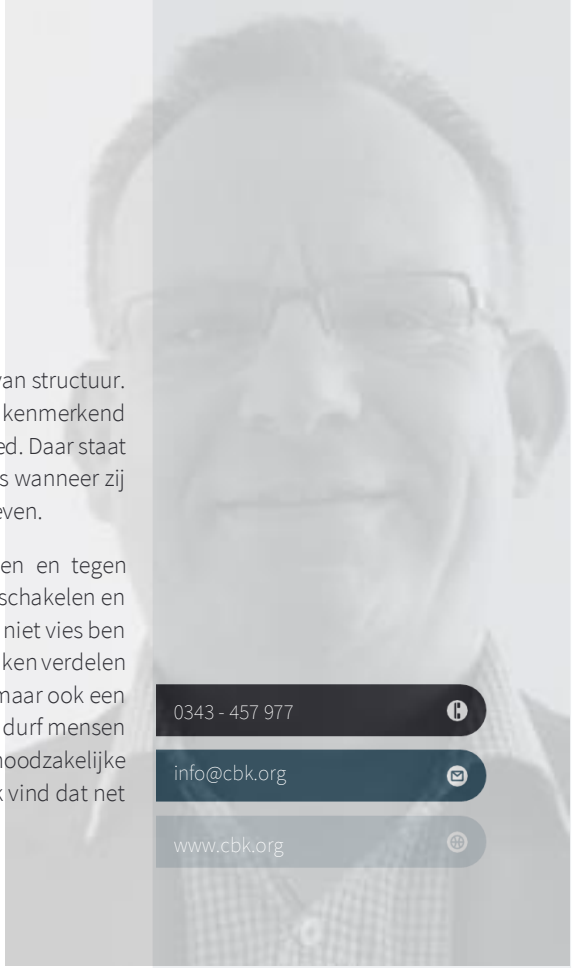 van structuur.
kenmerkend
ed. Daar staat
s wanneer zij
even.
en en tegen
schakelen en
niet vies ben
ken verdelen
maar ook een
durf mensen
noodzakelijke
k vind dat net
0343 - 457 977
info@cbk.org
www.cbk.org